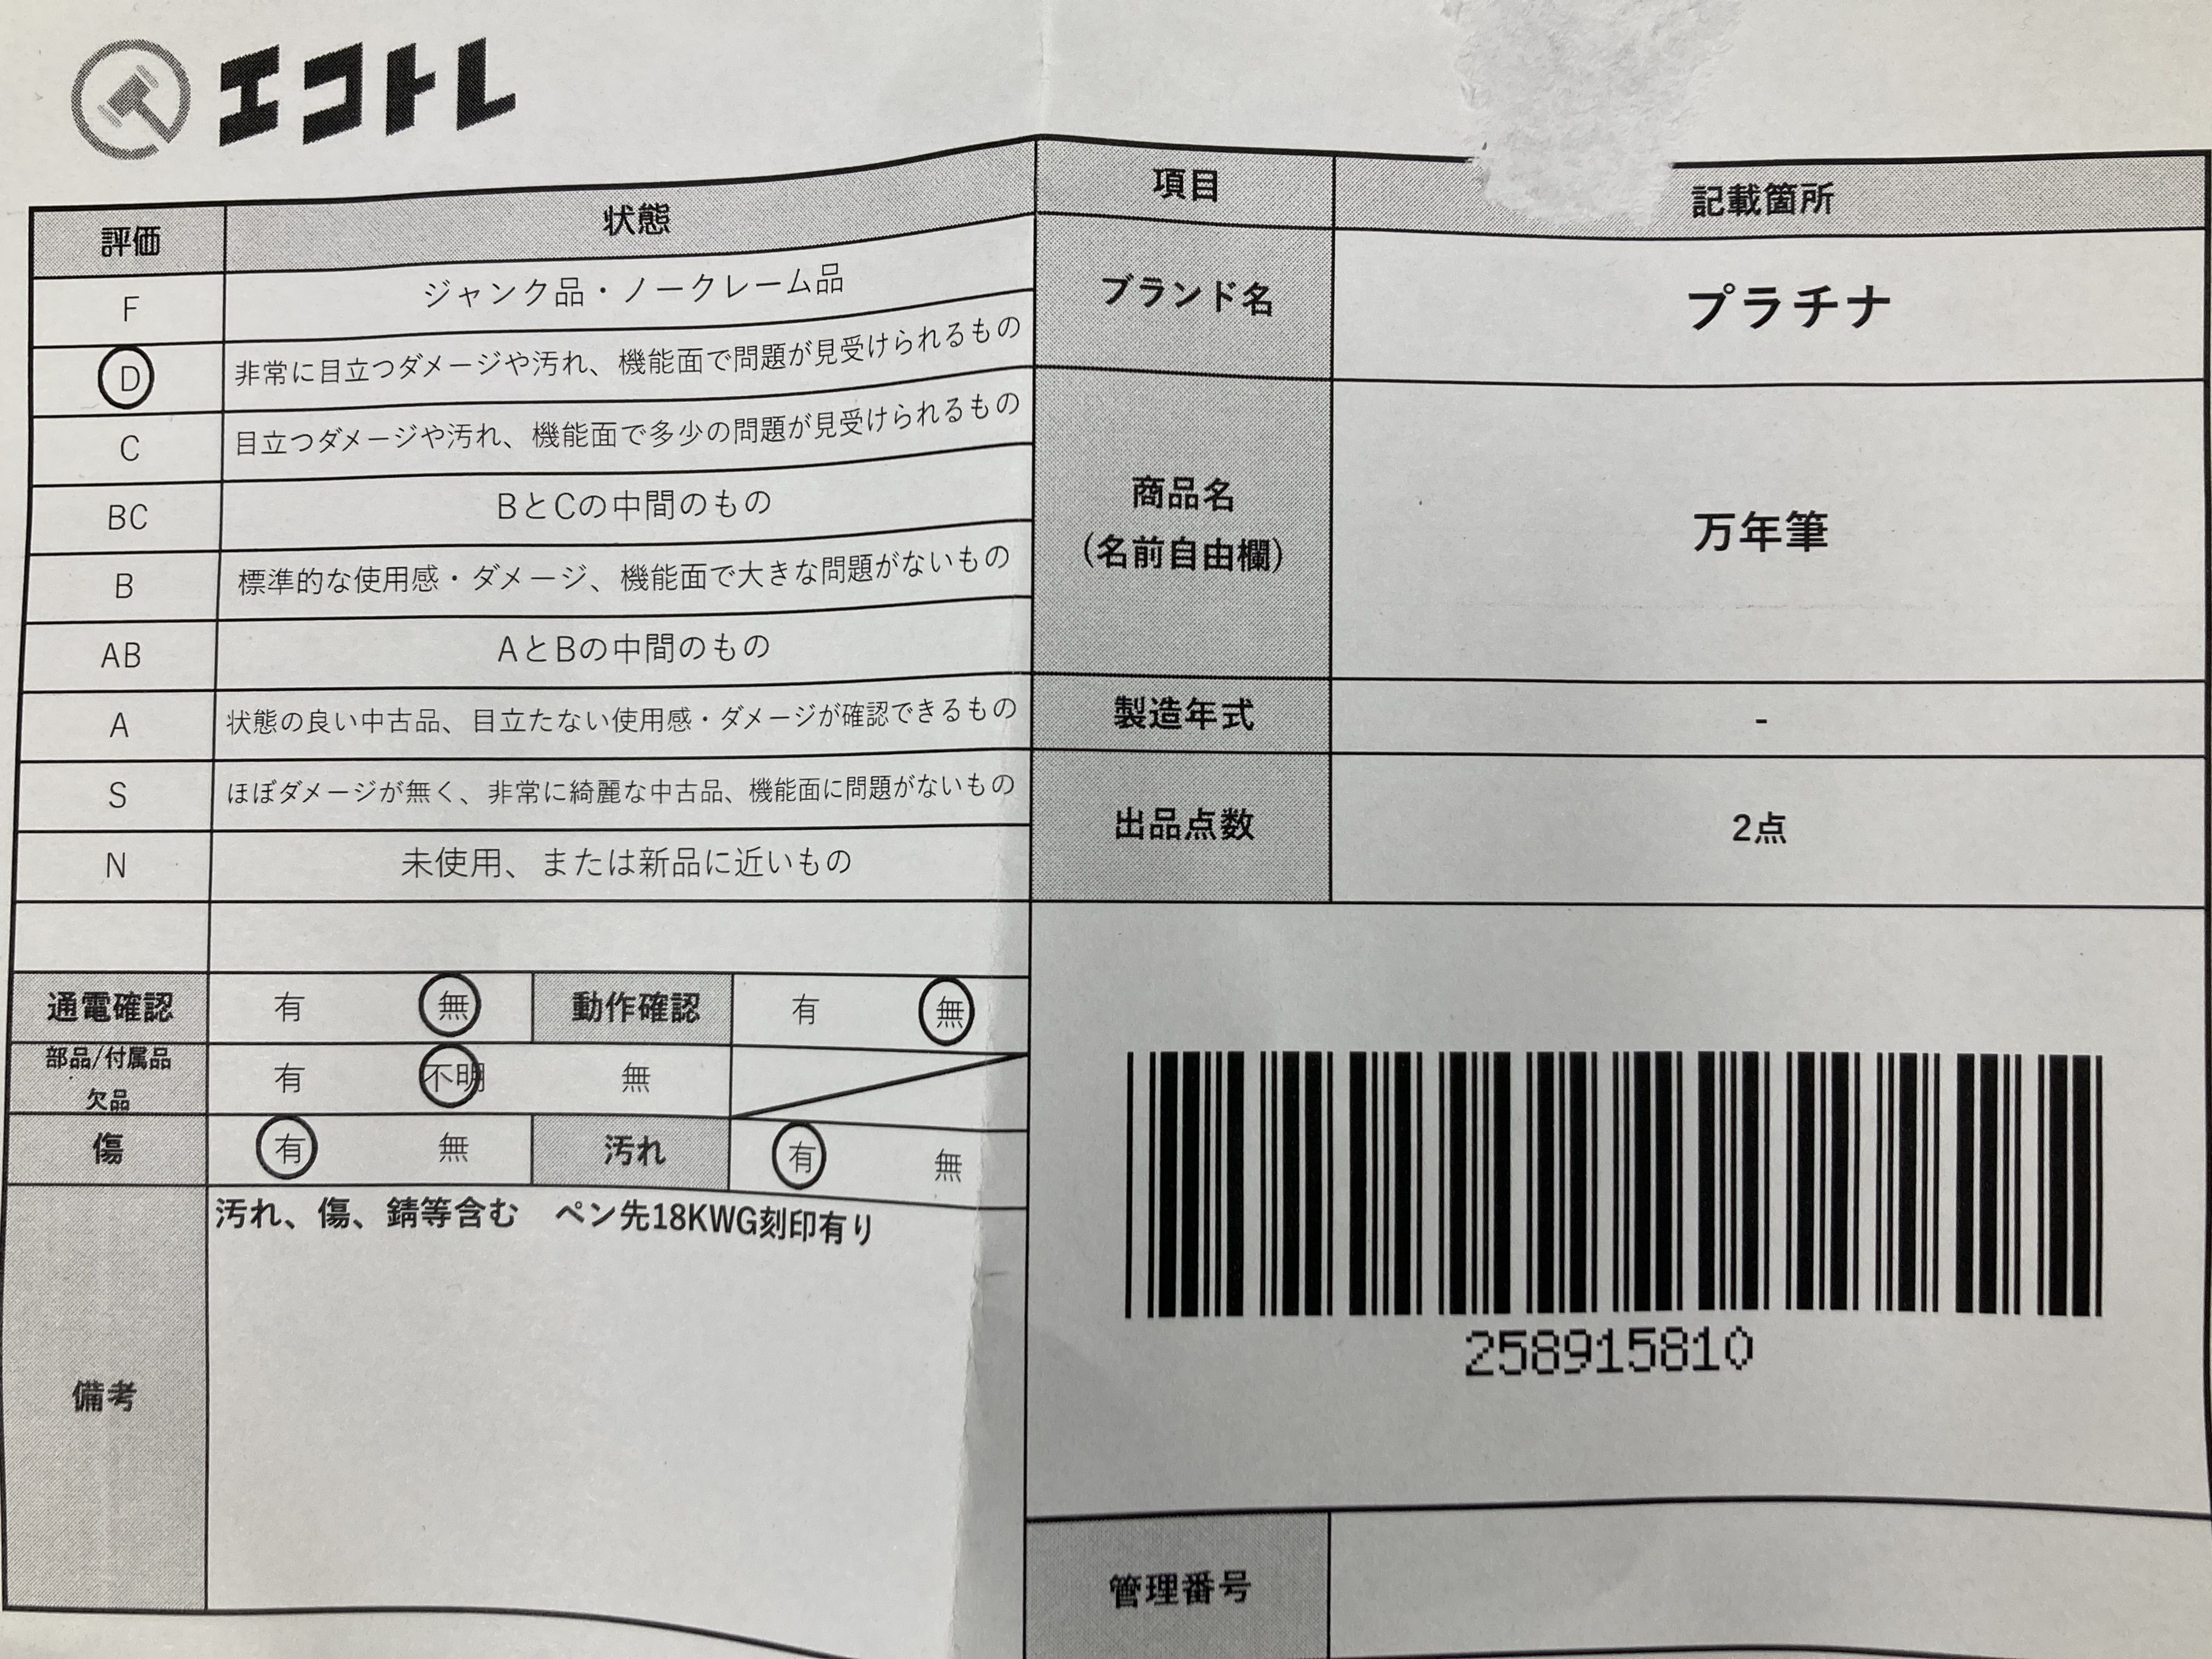 エコトレ
評価 状態
F ジャンク品・ノークレーム品
D 非常に目立つダメージや汚れ、機能面で問題が見受けられるもの
C 目立つダメージや汚れ、機能面で多少の問題が見受けられるもの
BC BとCの中間のもの
B 標準的な使用感・ダメージ、機能面で大きな問題がないもの
AB AとBの中間のもの
A 状態の良い中古品、目立たない使用感・ダメージが確認できるもの
S ほぼダメージが無く、非常に綺麗な中古品、機能面に問題がないもの
N 未使用、または新品に近いもの
通電確認 有 無 動作確認 有 無
部品/付属品
欠品 有 不明 無
傷 有 無 汚れ 有 無
備考 汚れ、傷、錆等含む ペン先18KWG刻印有り
項目 記載箇所
ブランド名 プラチナ
商品名
(名前自由欄) 万年筆
製造年式 -
出品点数 2点
258915810
管理番号